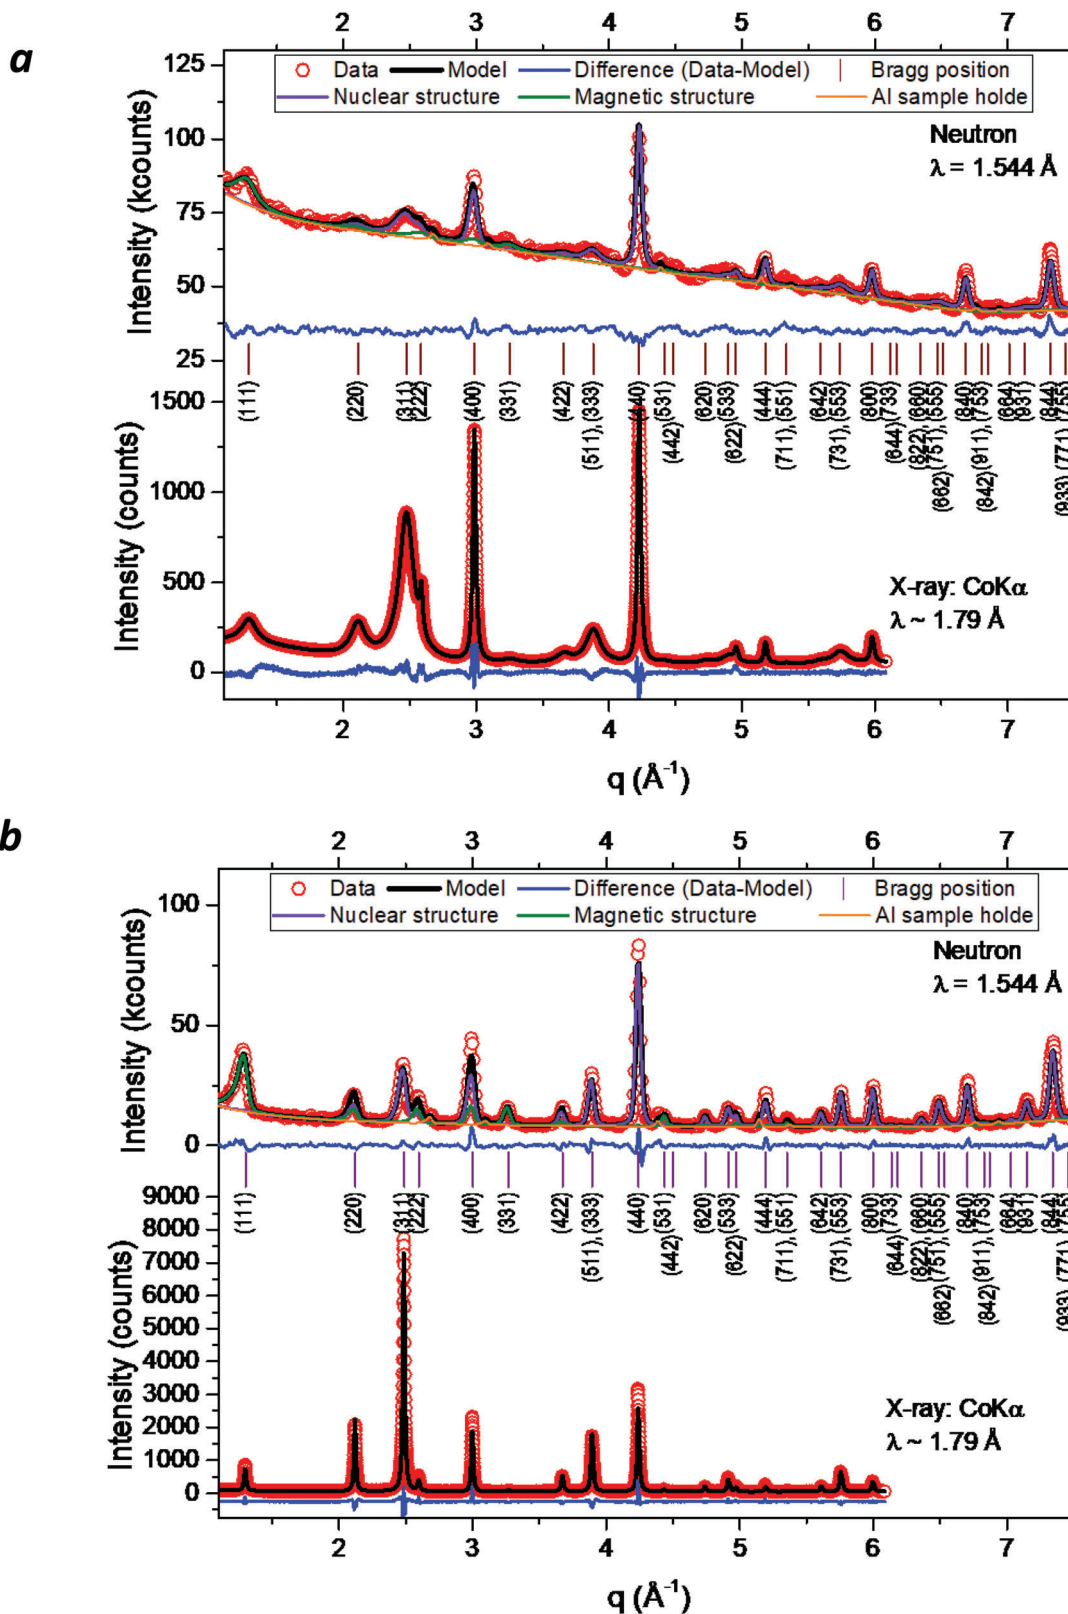 a
2 3 4 5 6 7
Data Model Difference (Data-Model) Bragg position
Nuclear structure Magnetic structure Al sample holde
Neutron
λ = 1.544 Å
Intensity (kcounts)
125
100
75
50
25
(111) (220) (311) (222) (400) (331) (422) (511), (333) (440) (531) (442) (620) (533) (622) (444) (711), (551) (642) (731), (553) (800) (733) (644) (822), (660) (751), (555) (662) (840) (911), (753) (842) (664) (931) (844) (933) (771), (755)
Intensity (counts)
1500
1000
500
0
X-ray: CoKα
λ ~ 1.79 Å
2 3 4 5 6 7
q (Å-1)
b
2 3 4 5 6 7
Data Model Difference (Data-Model) Bragg position
Nuclear structure Magnetic structure Al sample holde
Neutron
λ = 1.544 Å
Intensity (kcounts)
100
50
0
(111) (220) (311) (222) (400) (331) (422) (511), (333) (440) (531) (442) (620) (533) (622) (444) (711), (551) (642) (731), (553) (800) (733) (644) (822), (660) (751), (555) (662) (840) (911), (753) (842) (664) (931) (844) (933) (771), (755)
Intensity (counts)
9000
8000
7000
6000
5000
4000
3000
2000
1000
0
X-ray: CoKα
λ ~ 1.79 Å
2 3 4 5 6 7
q (Å-1)